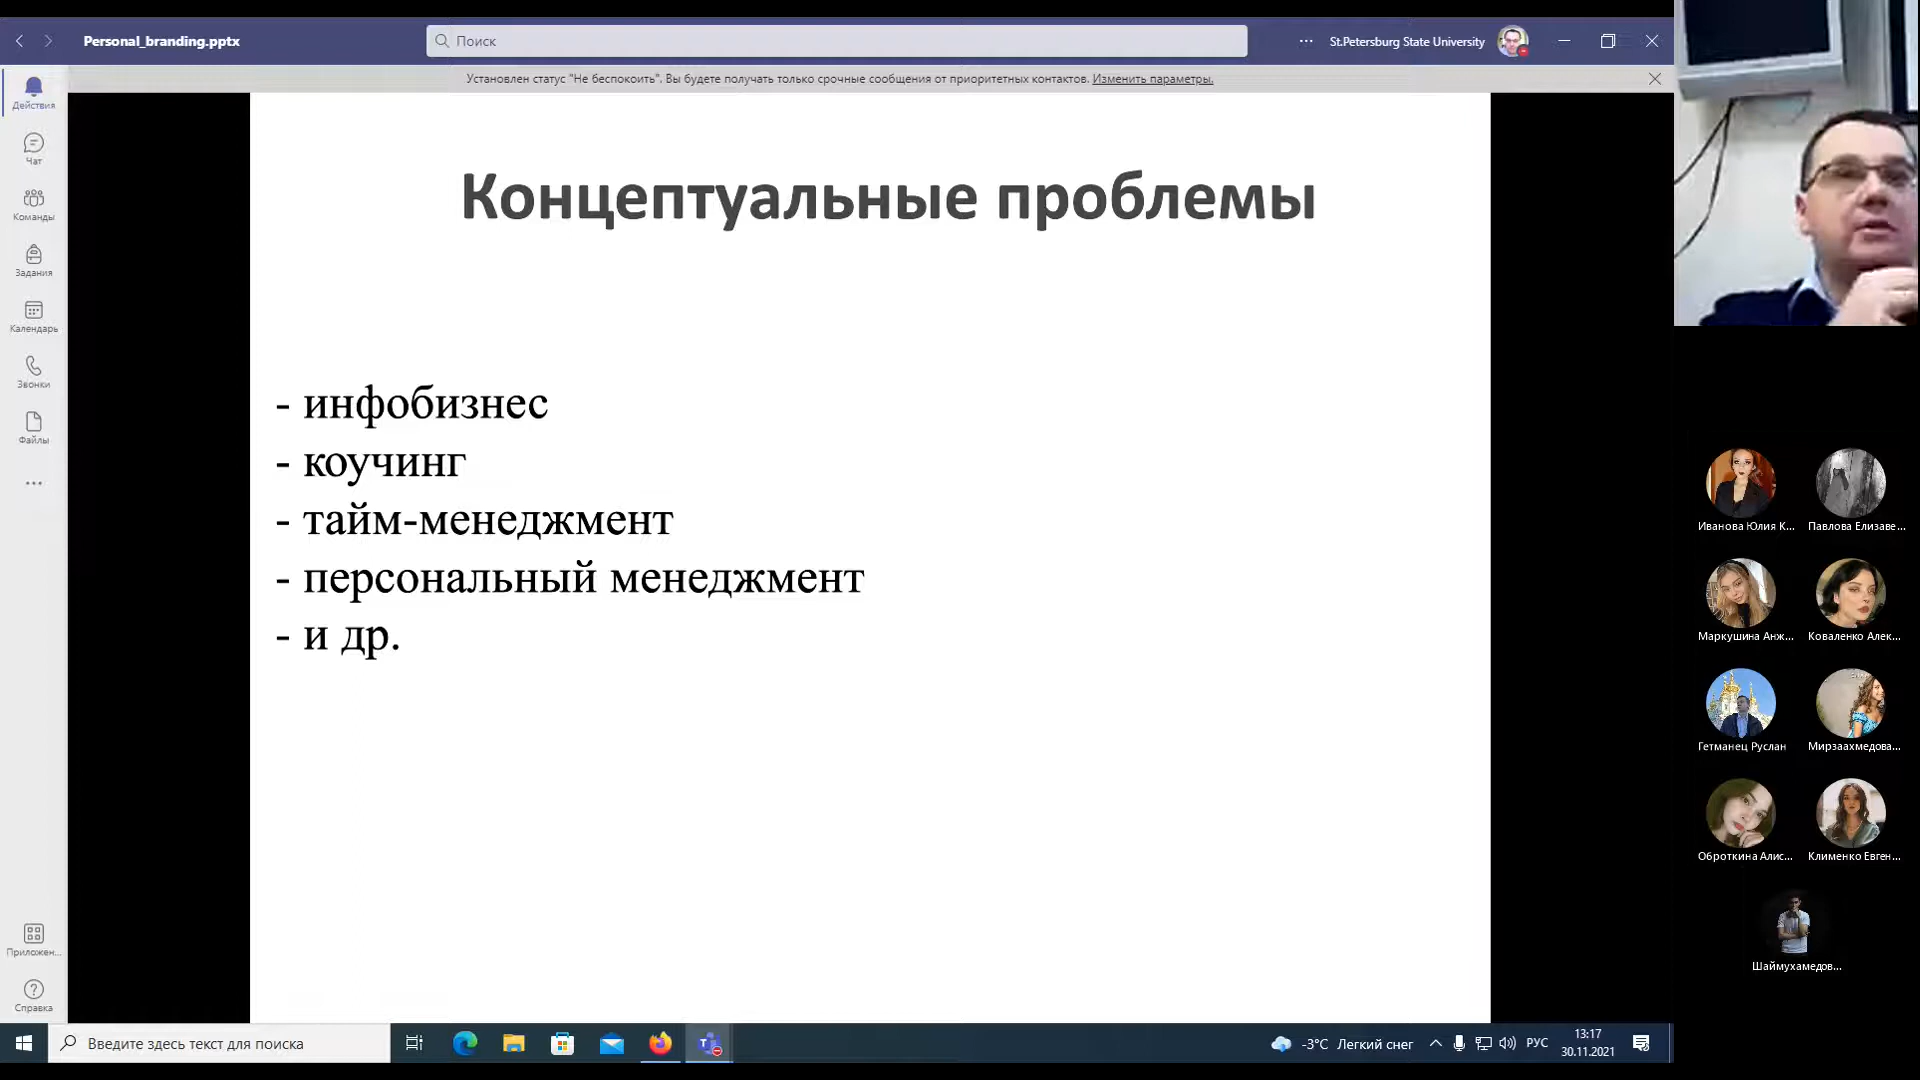 Personal_branding.pptx
Поиск
St.Petersburg State University
Установлен статус "Не беспокоить". Вы будете получать только срочные сообщения от приоритетных контактов. Изменить параметры.
Действия
Чат
Команды
Задания
Календарь
Звонки
Файлы
Приложен...
Справка
Концептуальные проблемы
- инфобизнес
- коучинг
- тайм-менеджмент
- персональный менеджмент
- и др.
Иванова Юлия К...
Павлова Елизаве...
Маркушина Анж...
Коваленко Алек...
Гетманец Руслан
Мирзаахмедова...
Оброткина Алис...
Клименко Евген...
Шаймухамедов...
Введите здесь текст для поиска
-3°C Легкий снег
РУС
13:17
30.11.2021